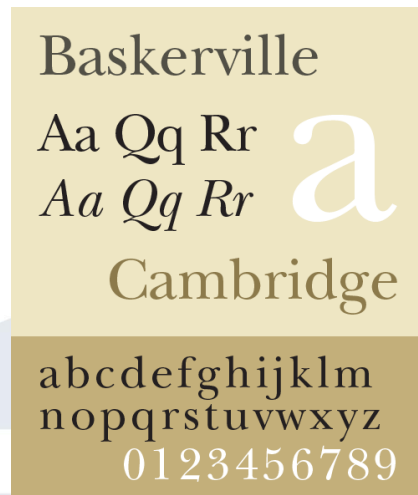 Baskerville
Aa Qq Rr
a
Aa Qq Rr
Cambridge
abcdefghijklm
nopqrstuvwxyz
0123456789